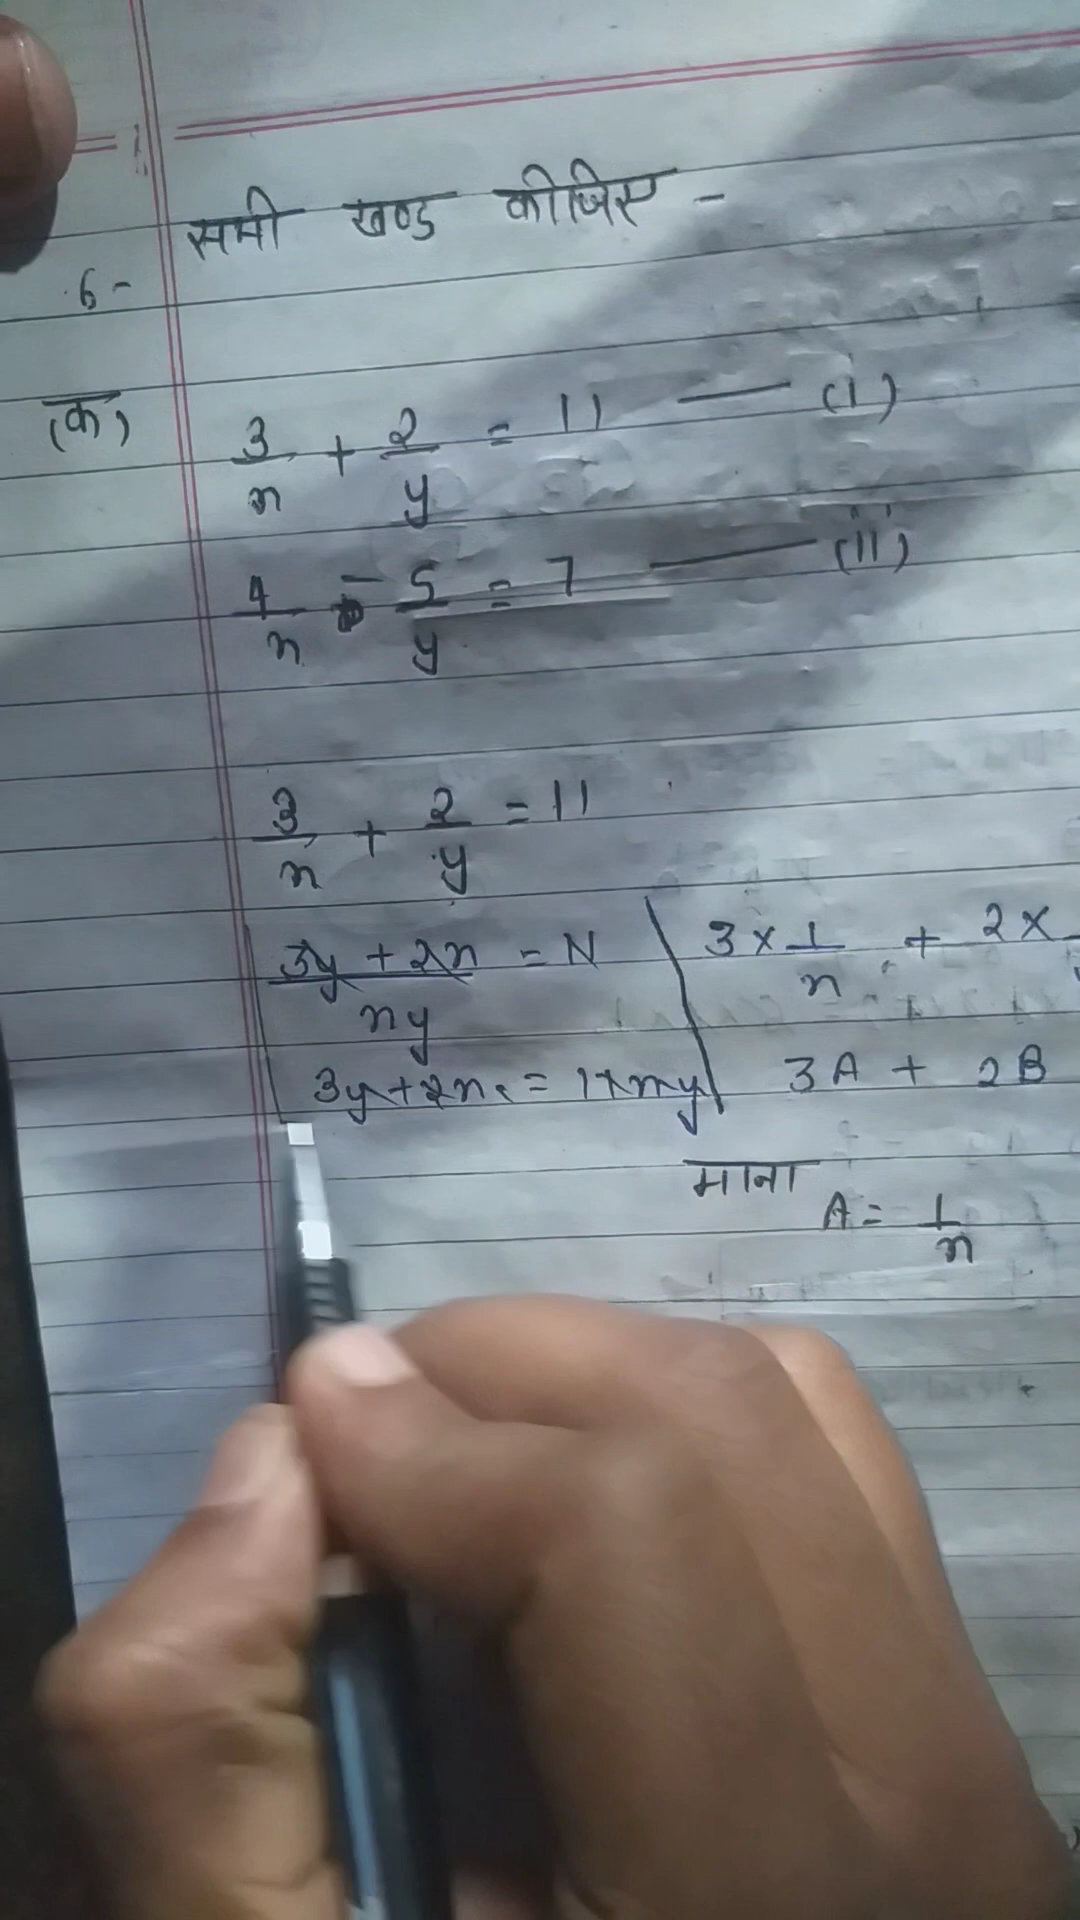 सभी खण्ड कीजिए -
6-
(क) 3/x + 2/y = 11 — (I)
4/x - 5/y = 7 — (II)
3/x + 2/y = 11
3y + 2x / xy = 11
3y + 2x = 11xy
3 × 1/x + 2 ×
3A + 2B
माना
A = 1/x